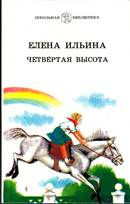 ШКОЛЬНАЯ БИБЛИОТЕКА
ЕЛЕНА ИЛЬИНА
ЧЕТВЁРТАЯ ВЫСОТА